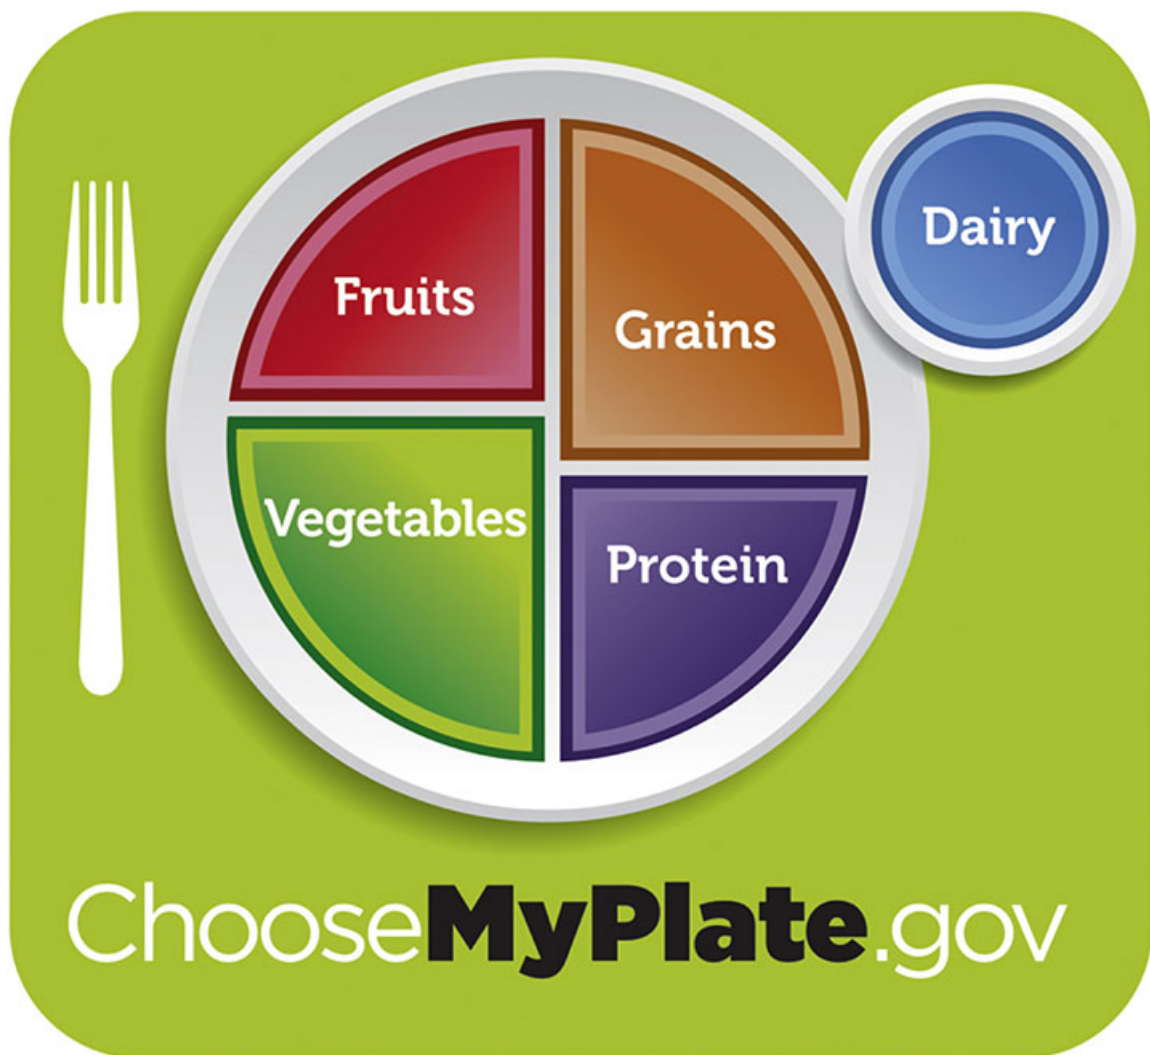 Fruits
Grains
Dairy
Vegetables
Protein
ChooseMyPlate.gov